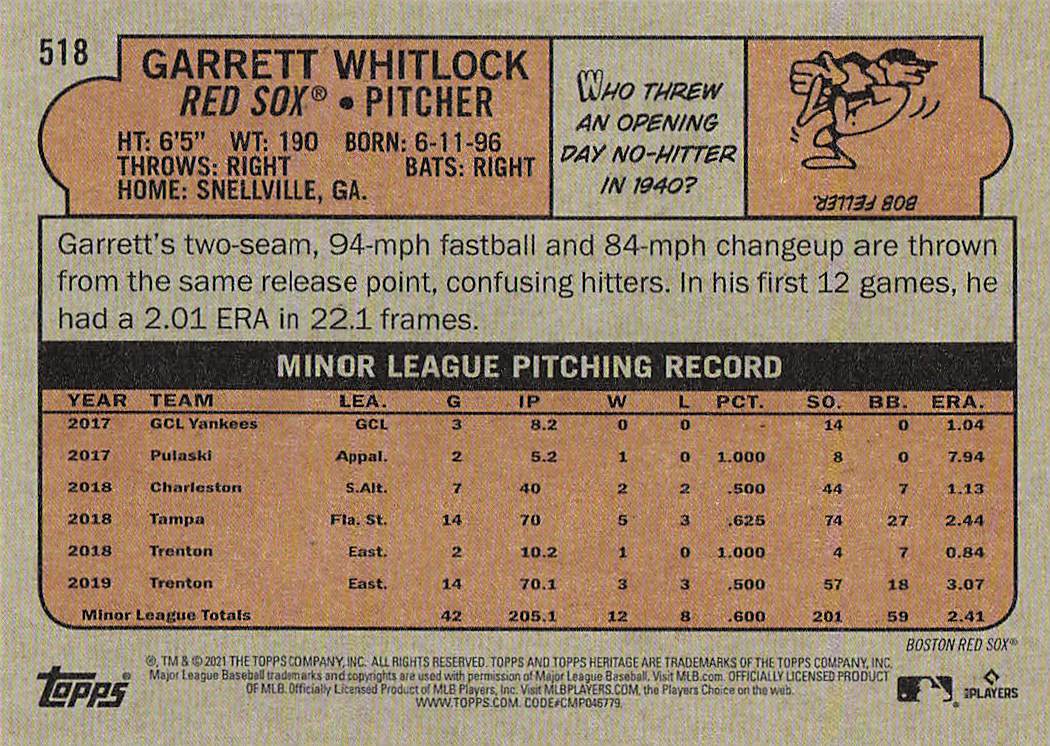 518
GARRETT WHITLOCK
RED SOX® • PITCHER
HT: 6'5" WT: 190 BORN: 6-11-96
THROWS: RIGHT BATS: RIGHT
HOME: SNELLVILLE, GA.
WHO THREW
AN OPENING
DAY NO-HITTER
IN 1940?
BOB FELLER.
Garrett's two-seam, 94-mph fastball and 84-mph changeup are thrown
from the same release point, confusing hitters. In his first 12 games, he
had a 2.01 ERA in 22.1 frames.
MINOR LEAGUE PITCHING RECORD
YEAR TEAM LEA. G IP W L PCT. SO. BB. ERA.
2017 GCL Yankees GCL 3 8.2 0 0 - 14 0 1.04
2017 Pulaski Appal. 2 5.2 1 0 1.000 8 0 7.94
2018 Charleston S.Alt. 7 40 2 2 .500 44 7 1.13
2018 Tampa Fla. St. 14 70 5 3 .625 74 27 2.44
2018 Trenton East. 2 10.2 1 0 1.000 4 7 0.84
2019 Trenton East. 14 70.1 3 3 .500 57 18 3.07
Minor League Totals 42 205.1 12 8 .600 201 59 2.41
BOSTON RED SOX®
®, TM & © 2021 THE TOPPS COMPANY, INC. ALL RIGHTS RESERVED. TOPPS AND TOPPS HERITAGE ARE TRADEMARKS OF THE TOPPS COMPANY, INC.
Major League Baseball trademarks and copyrights are used with permission of Major League Baseball. Visit MLB.com. OFFICIALLY LICENSED PRODUCT
OF MLB. Officially Licensed Product of MLB Players, Inc. Visit MLBPLAYERS.COM, the Players Choice on the web.
WWW.TOPPS.COM. CODE#CMP046779.
topps®
MLBPLAYERS